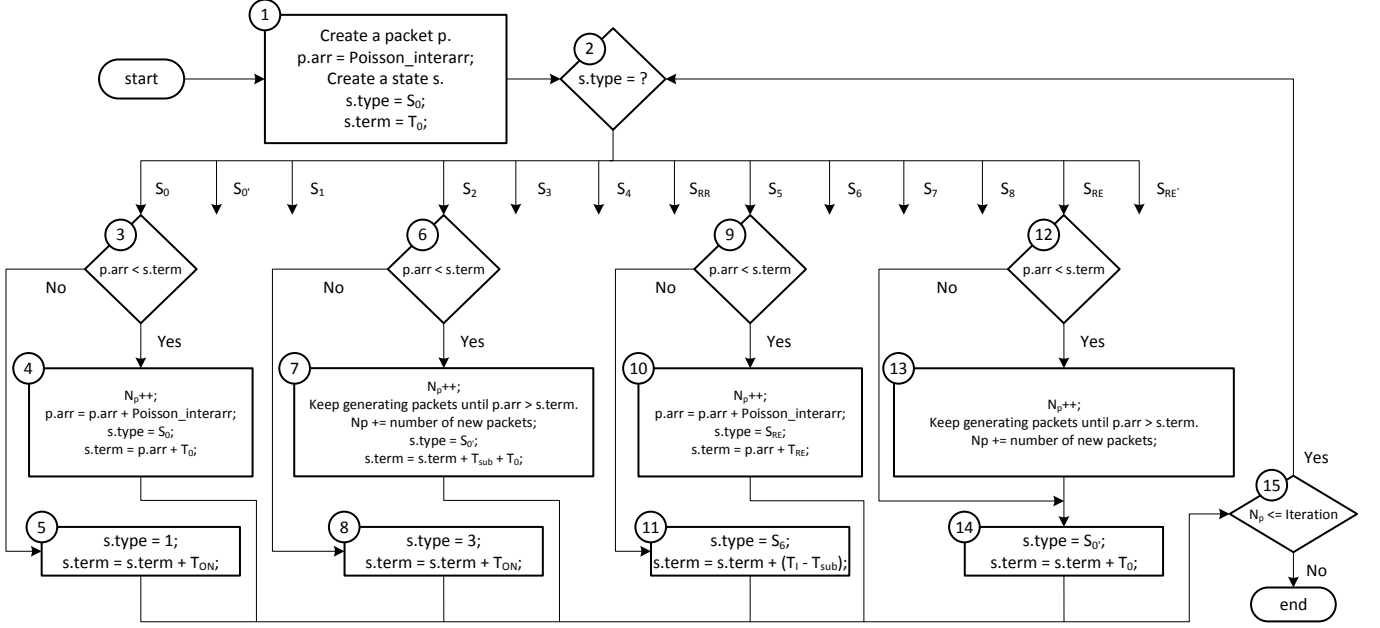 start
1
Create a packet p.
p.arr = Poisson_interarr;
Create a state s.
s.type = S0;
s.term = T0;
2
s.type = ?
S0
S0'
S1
S2
S3
S4
SRR
S5
S6
S7
S8
SRE
SRE'
3
p.arr < s.term
No
Yes
6
p.arr < s.term
No
Yes
9
p.arr < s.term
No
Yes
12
p.arr < s.term
No
Yes
4
Np++;
p.arr = p.arr + Poisson_interarr;
s.type = S0;
s.term = p.arr + T0;
7
Np++;
Keep generating packets until p.arr > s.term.
Np += number of new packets;
s.type = S0';
s.term = s.term + Tsub + T0;
10
Np++;
p.arr = p.arr + Poisson_interarr;
s.type = SRE;
s.term = p.arr + TRE;
13
Np++;
Keep generating packets until p.arr > s.term.
Np += number of new packets;
5
s.type = 1;
s.term = s.term + TON;
8
s.type = 3;
s.term = s.term + TON;
11
s.type = S6;
s.term = s.term + (TI - Tsub);
14
s.type = S0';
s.term = s.term + T0;
15
Np <= Iteration
Yes
No
end